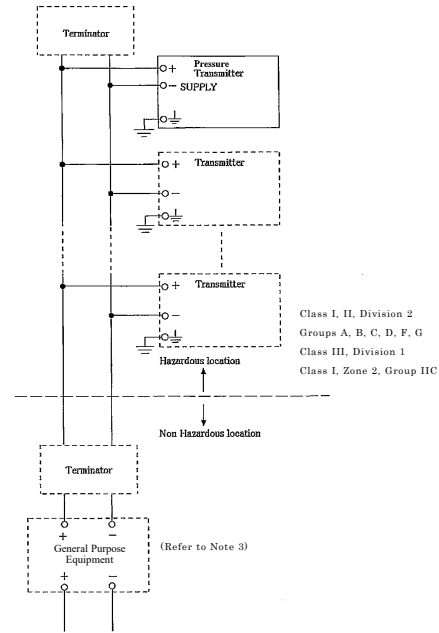 Terminator
Pressure
Transmitter
+
− SUPPLY
+ Transmitter
−
+ Transmitter
−
Class I, II, Division 2
Groups A, B, C, D, F, G
Class III, Division 1
Class I, Zone 2, Group IIC
Hazardous location
Non Hazardous location
Terminator
+ −
General Purpose
Equipment
+ −
(Refer to Note 3)